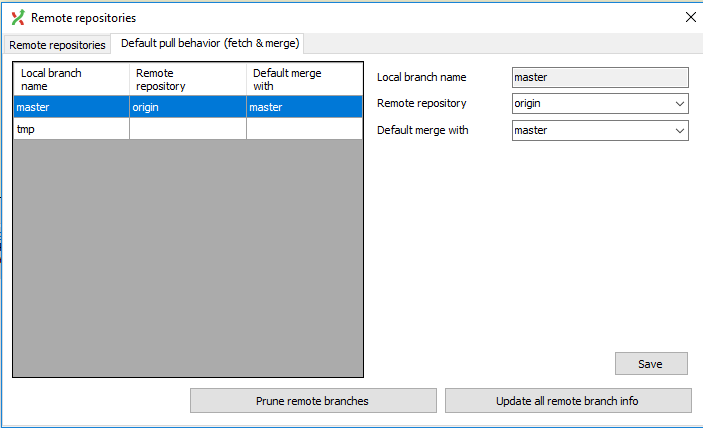 Remote repositories
Remote repositories Default pull behavior (fetch & merge)
Local branch name Remote repository Default merge with
master origin master
tmp
Local branch name master
Remote repository origin
Default merge with master
Save
Prune remote branches Update all remote branch info